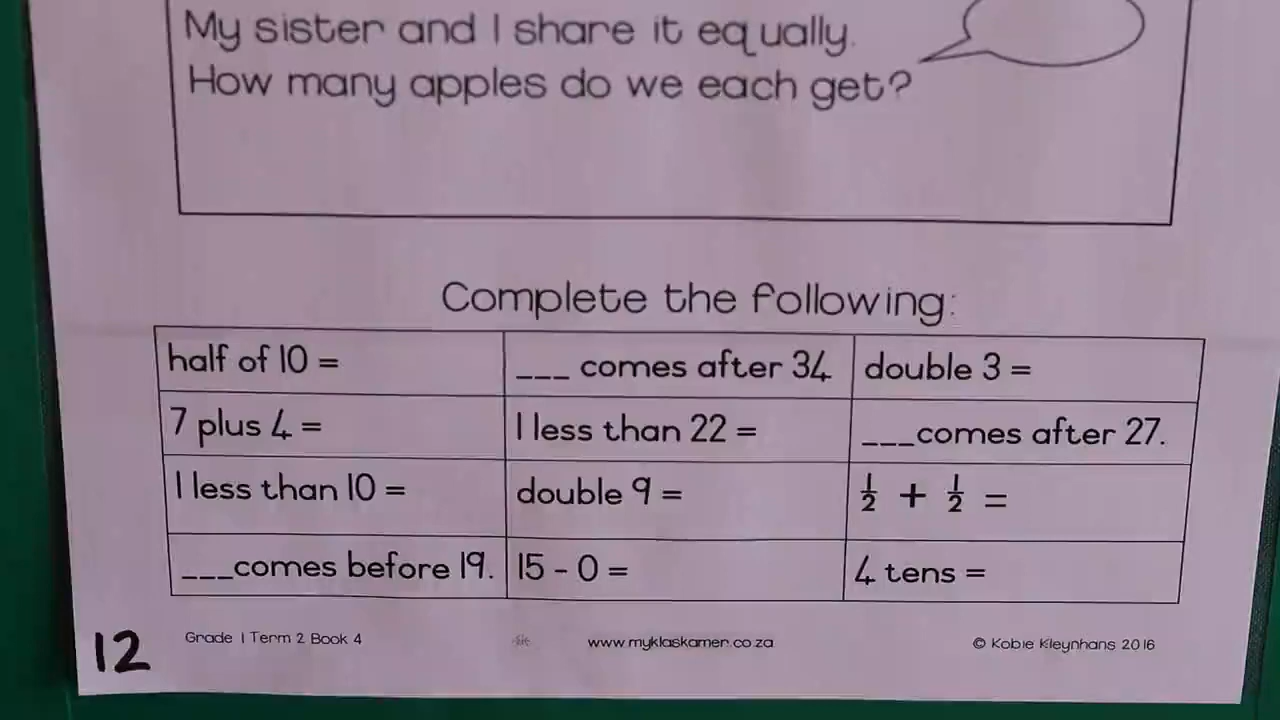 My sister and I share it equally.
How many apples do we each get?
Complete the following:
half of 10 =
___ comes after 34
double 3 =
7 plus 4 =
1 less than 22 =
___comes after 27.
1 less than 10 =
double 9 =
½ + ½ =
___comes before 19.
15 - 0 =
4 tens =
12
Grade 1 Term 2 Book 4
www.myklaskamer.co.za
© Kobie Kleynhans 2016